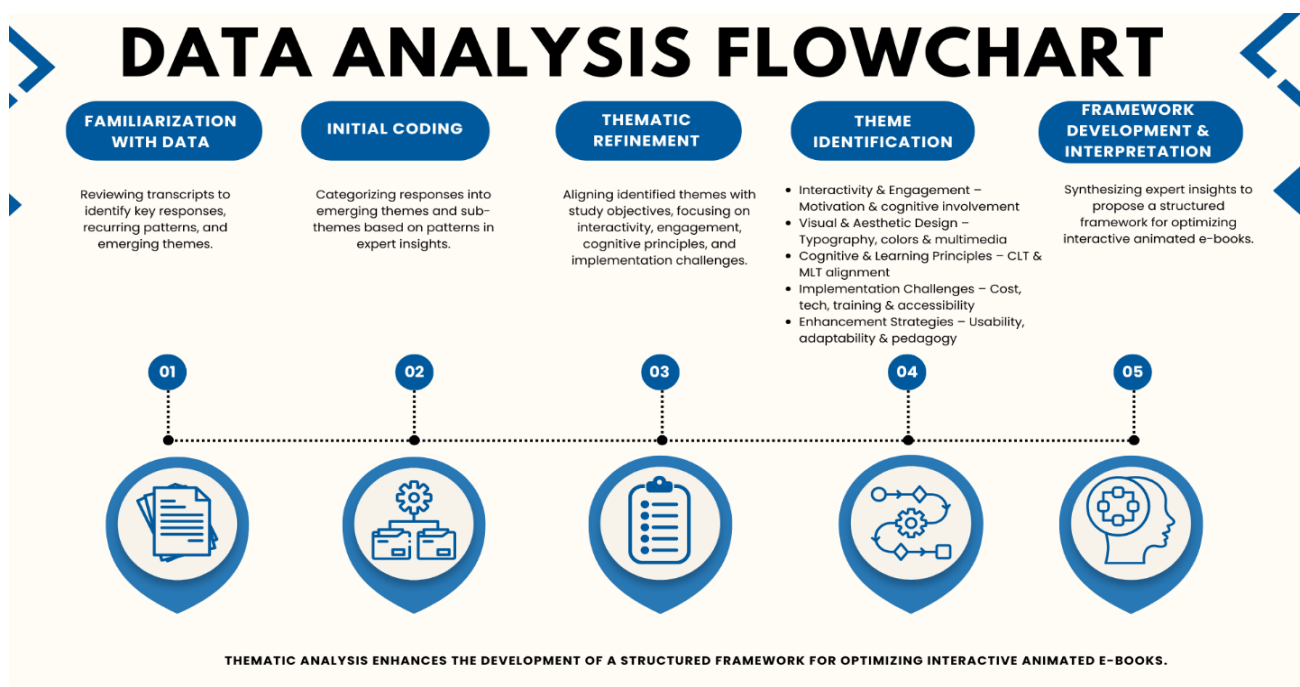 DATA ANALYSIS FLOWCHART
FAMILIARIZATION
WITH DATA
Reviewing transcripts to
identify key responses,
recurring patterns, and
emerging themes.
INITIAL CODING
Categorizing responses into
emerging themes and sub-
themes based on patterns in
expert insights.
THEMATIC
REFINEMENT
Aligning identified themes with
study objectives, focusing on
interactivity, engagement,
cognitive principles, and
implementation challenges.
THEME
IDENTIFICATION
• Interactivity & Engagement –
Motivation & cognitive involvement
• Visual & Aesthetic Design –
Typography, colors & multimedia
• Cognitive & Learning Principles – CLT &
MLT alignment
• Implementation Challenges – Cost,
tech, training & accessibility
• Enhancement Strategies – Usability,
adaptability & pedagogy
FRAMEWORK
DEVELOPMENT &
INTERPRETATION
Synthesizing expert insights to
propose a structured
framework for optimizing
interactive animated e-books.
01
02
03
04
05
THEMATIC ANALYSIS ENHANCES THE DEVELOPMENT OF A STRUCTURED FRAMEWORK FOR OPTIMIZING INTERACTIVE ANIMATED E-BOOKS.